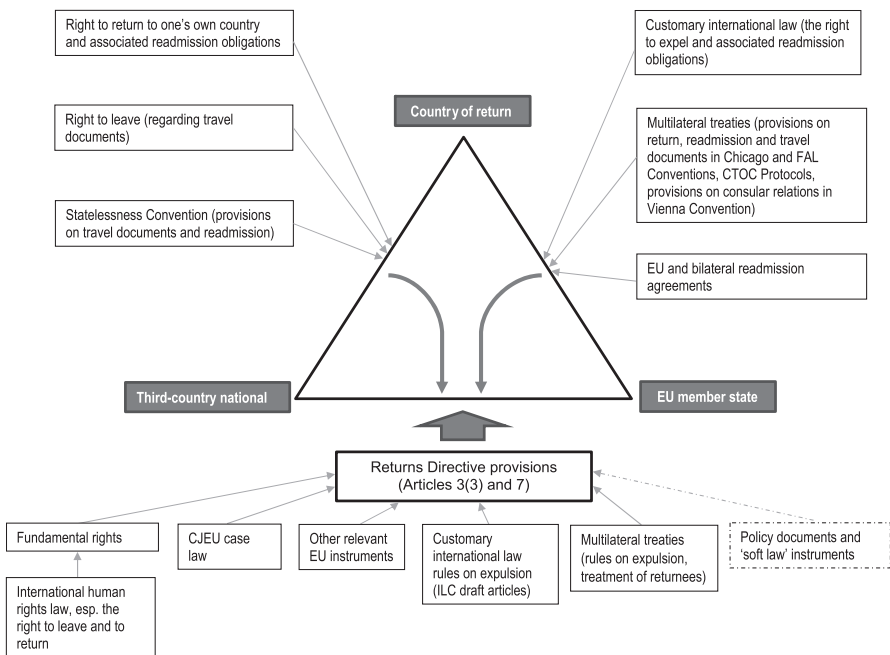 Right to return to one’s own country
and associated readmission obligations
Customary international law (the right
to expel and associated readmission
obligations)
Country of return
Right to leave (regarding travel
documents)
Multilateral treaties (provisions on
return, readmission and travel
documents in Chicago and FAL
Conventions, CTOC Protocols,
provisions on consular relations in
Vienna Convention)
Statelessness Convention (provisions
on travel documents and readmission)
EU and bilateral readmission
agreements
Third-country national
EU member state
Returns Directive provisions
(Articles 3(3) and 7)
Fundamental rights
CJEU case
law
Other relevant
EU instruments
Customary
international law
rules on expulsion
(ILC draft articles)
Multilateral treaties
(rules on expulsion,
treatment of returnees)
Policy documents and
‘soft law’ instruments
International human
rights law, esp. the
right to leave and to
return